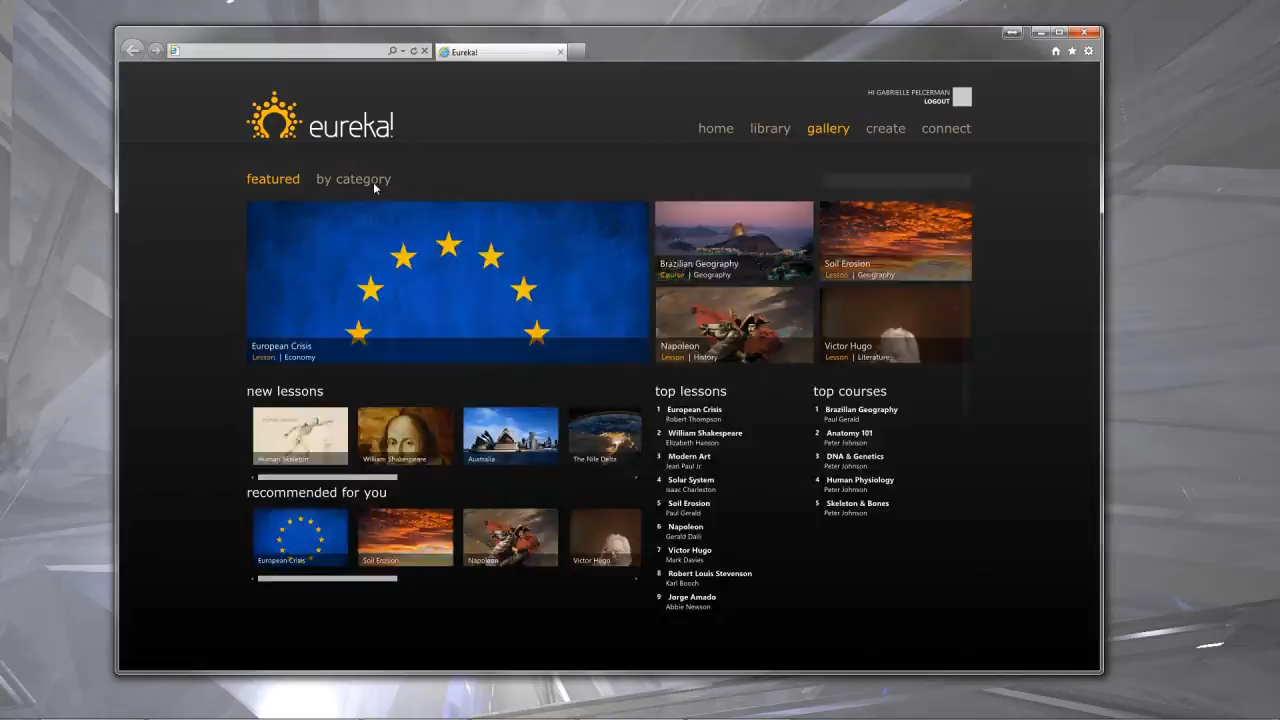 Eureka!
HI GABRIELLE PELCERMAN
LOGOUT
eureka!
home library gallery create connect
featured by category
European Crisis
Lesson | Economy
Brazilian Geography
Course | Geography
Soil Erosion
Lesson | Geography
Napoleon
Lesson | History
Victor Hugo
Lesson | Literature
new lessons
Human Skeleton
William Shakespeare
Australia
The Nile Delta
recommended for you
European Crisis
Soil Erosion
Napoleon
Victor Hugo
top lessons
1 European Crisis
Robert Thompson
2 William Shakespeare
Elizabeth Hanson
3 Modern Art
Jean Paul Jr
4 Solar System
Isaac Charleston
5 Soil Erosion
Paul Gerald
6 Napoleon
Gerald Dalli
7 Victor Hugo
Mark Davies
8 Robert Louis Stevenson
Karl Booch
9 Jorge Amado
Abbie Newson
top courses
1 Brazilian Geography
Paul Gerald
2 Anatomy 101
Peter Johnson
3 DNA & Genetics
Peter Johnson
4 Human Physiology
Peter Johnson
5 Skeleton & Bones
Peter Johnson